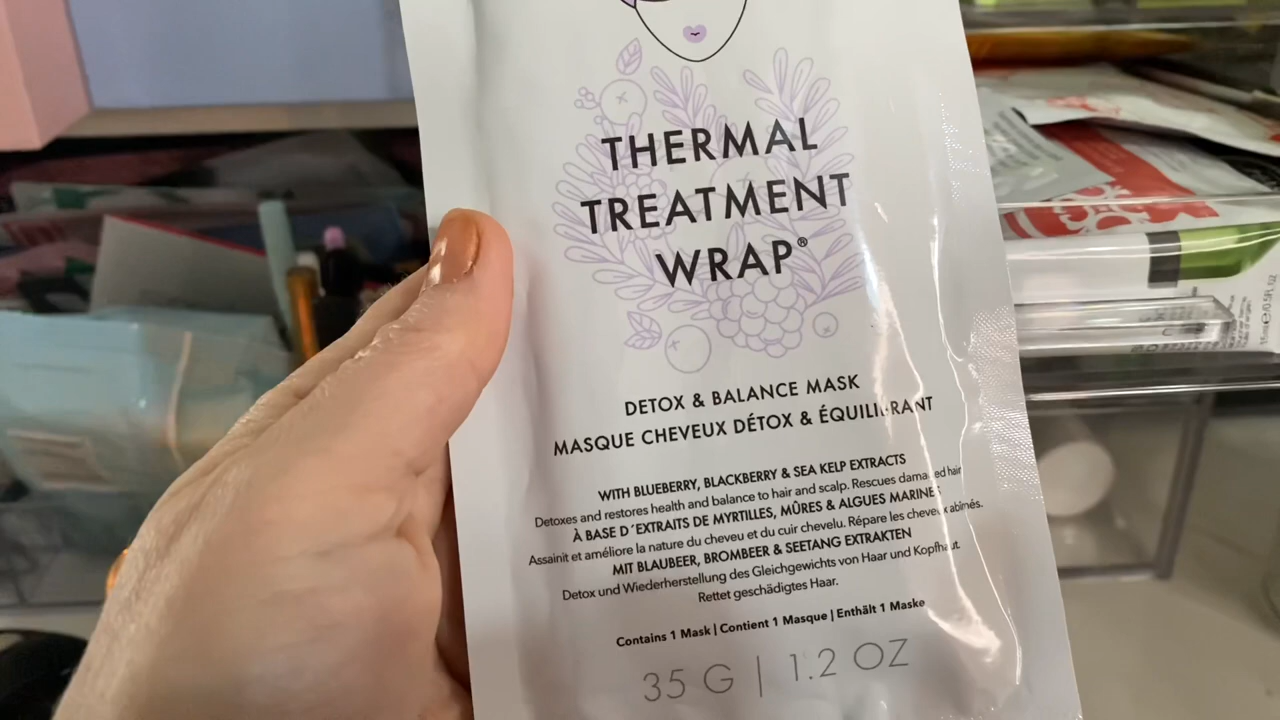 THERMAL
TREATMENT
WRAP®
DETOX & BALANCE MASK
MASQUE CHEVEUX DÉTOX & ÉQUILIBRANT
WITH BLUEBERRY, BLACKBERRY & SEA KELP EXTRACTS
Detoxes and restores health and balance to hair and scalp. Rescues damaged hair
À BASE D'EXTRAITS DE MYRTILLES, MÛRES & ALGUES MARINES
Assainit et améliore la nature du cheveu et du cuir chevelu. Répare les cheveux abîmés.
MIT BLAUBEER, BROMBEER & SEETANG EXTRAKTEN
Detox und Wiederherstellung des Gleichgewichts von Haar und Kopfhaut.
Rettet geschädigtes Haar.
Contains 1 Mask | Contient 1 Masque | Enthält 1 Maske
35 G | 1.2 OZ